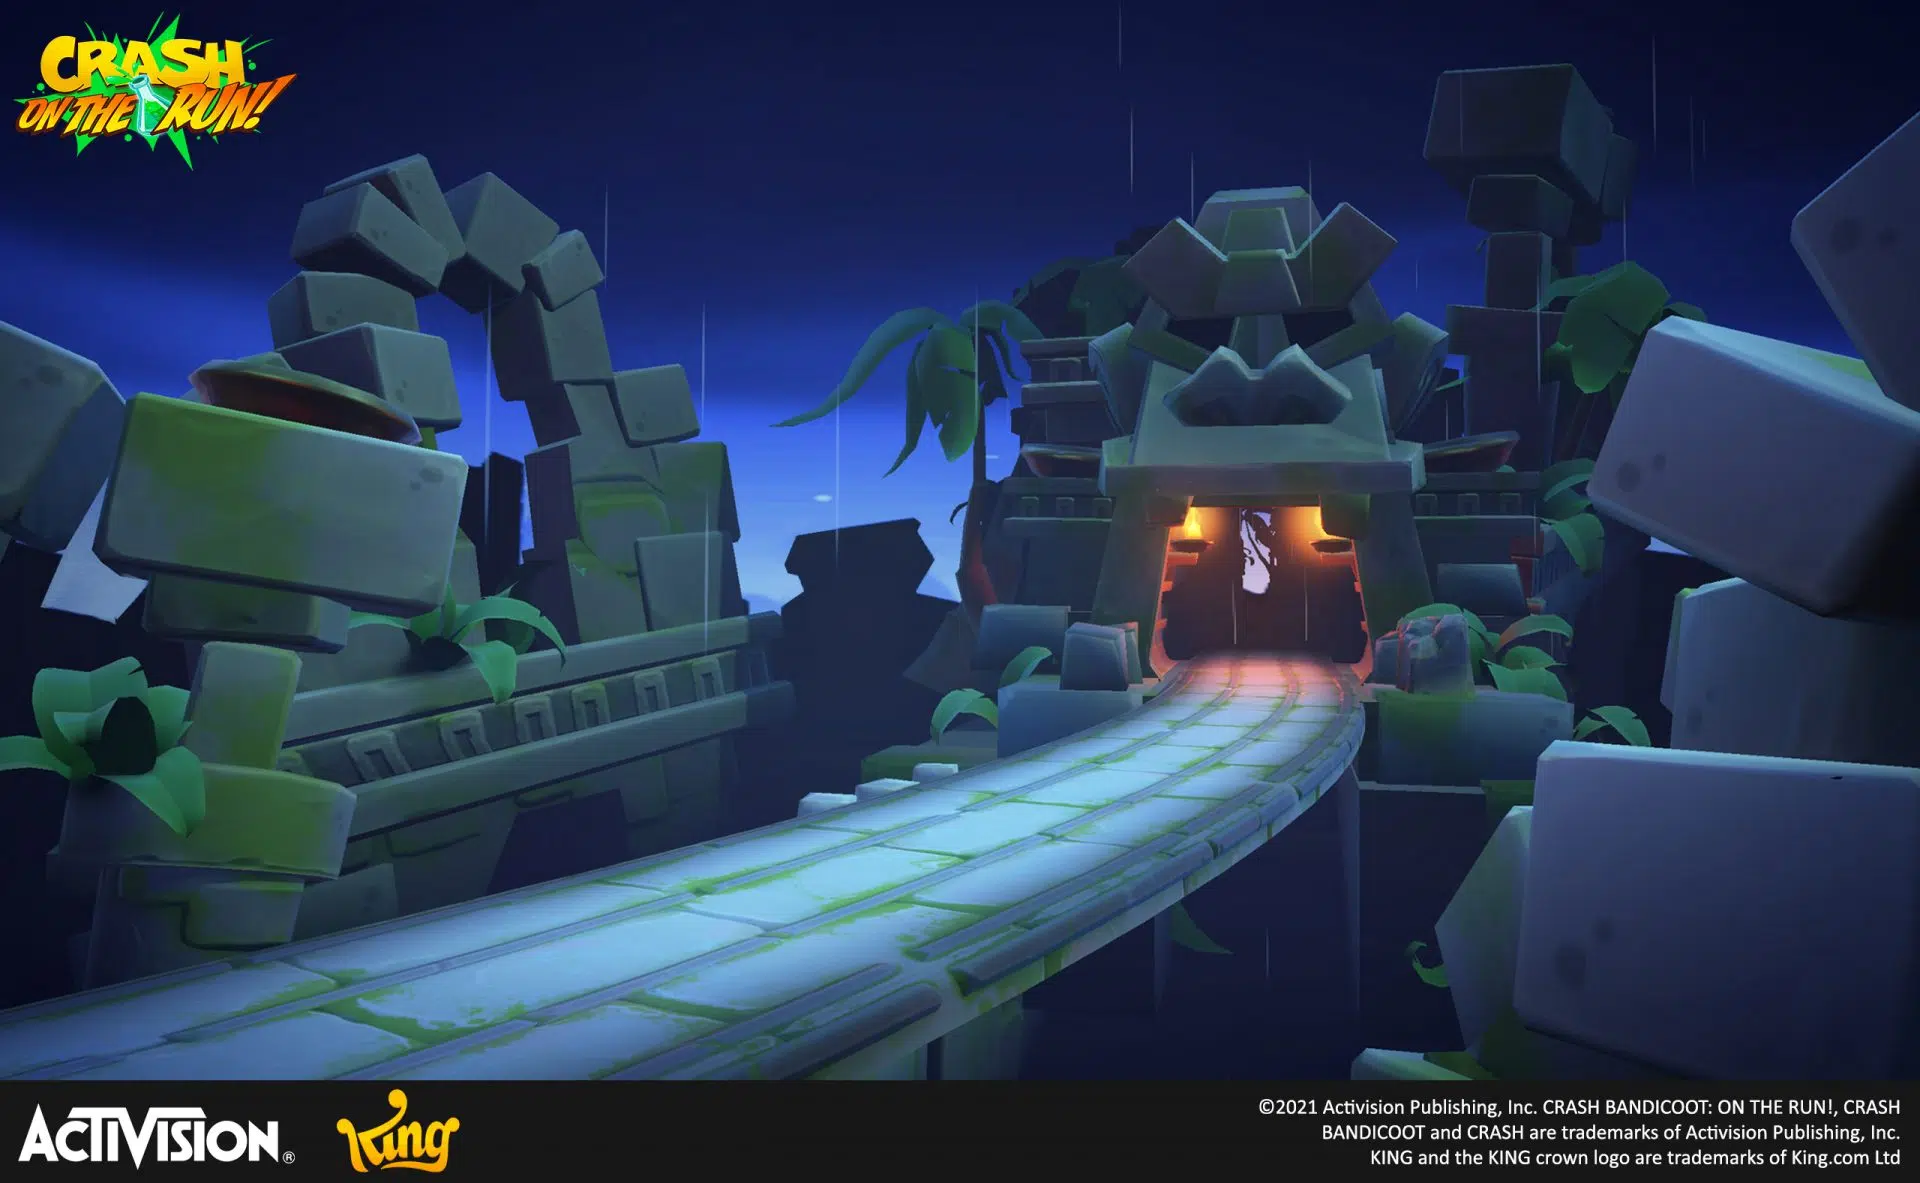 CRASH
ON THE RUN!
ACTIVISION®
King
©2021 Activision Publishing, Inc. CRASH BANDICOOT: ON THE RUN!, CRASH
BANDICOOT and CRASH are trademarks of Activision Publishing, Inc.
KING and the KING crown logo are trademarks of King.com Ltd